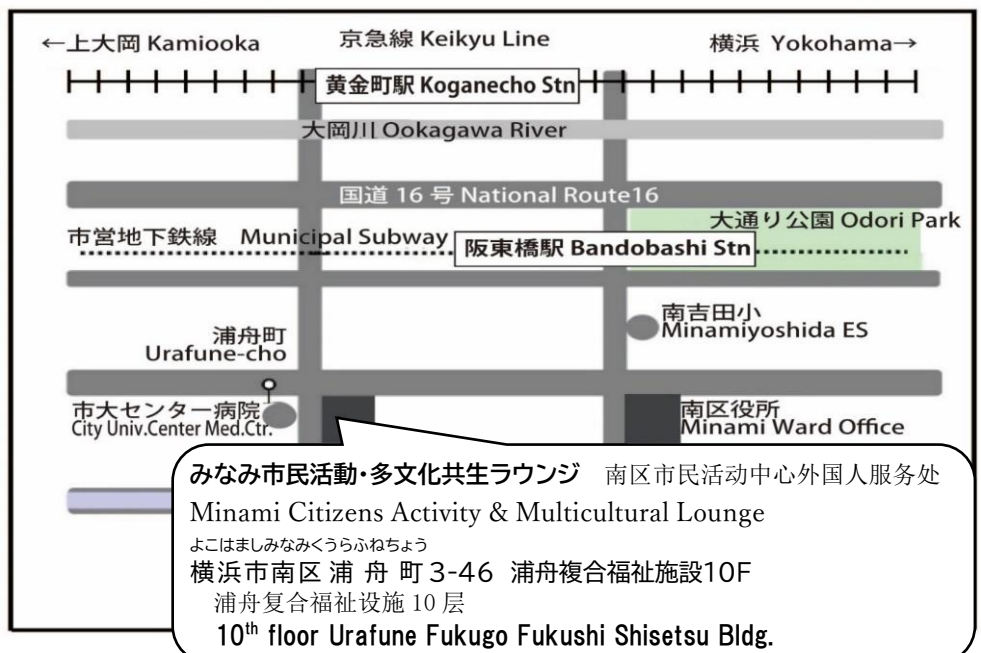 ←上大岡 Kamiooka
京急線 Keikyu Line
横浜 Yokohama→
黄金町駅 Koganecho Stn
大岡川 Ookagawa River
国道 16 号 National Route16
大通り公園 Odori Park
市営地下鉄線 Municipal Subway
阪東橋駅 Bandobashi Stn
南吉田小
Minamiyoshida ES
浦舟町
Urafune-cho
市大センター病院
City Univ.Center Med.Ctr.
南区役所
Minami Ward Office
みなみ市民活動・多文化共生ラウンジ 南区市民活动中心外国人服务处
Minami Citizens Activity & Multicultural Lounge
よこはましみなみくうらふねちょう
横浜市南区 浦 舟 町 3-46 浦舟複合福祉施設10F
浦舟复合福祉设施 10 层
10th floor Urafune Fukugo Fukushi Shisetsu Bldg.